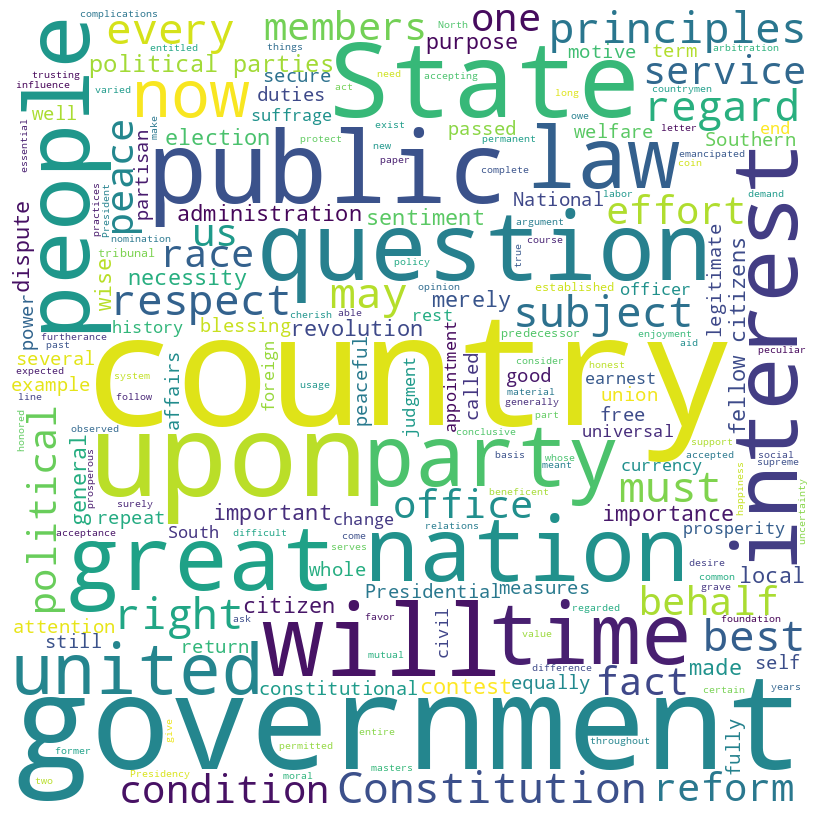 complications
every
members
one
principles
North
entitled
things
people
political parties
purpose
motive
term
arbitration
State
trusting
influence
now
secure
accepting
service
need
long
countrymen
act
varied
duties
well
suffrage
regard
owe
make
protect
exist
passed
welfare
Southern
end
peace
partisan
election
new
permanent
letter
essential
public
law
paper
complete
emancipated
interest
labor
coin
demand
practices
President
administration
sentiment
National
effort
us
argument
nomination
question
true
course
dispute
race
tribunal
policy
legitimate
fellow citizens
wise
necessity
opinion
established
officer
power
respect
may
merely
subject
cherish
able
furtherance
history
blessing
revolution
rest
predecessor
enjoyment
aid
past
several
foreign
peaceful
judgment
appointment
called
country
expected
example
affairs
system
usage
consider
honest
good
earnest
peculiar
line
follow
material
generally
part
union
free
honored
political
observed
upon
party
conclusive
universal
support
accepted
social
supreme
general
prosperous
basis
whose
meant
currency
surely
beneficent
must
happiness
uncertainty
repeat
important
office
importance
acceptance
South
change
relations
prosperity
difficult
great
come
serves
nation
desire
common
grave
whole
Presidential
measures
behalf
local
right
citizen
favor
regarded
foundation
attention
still
return
ask
will
civil
time
value
best
made
self
mutual
difference
united
constitutional
contest
equally
fact
certain
years
government
former
give
permitted
entire
throughout
fully
two
Presidency
moral
masters
condition
Constitution
reform